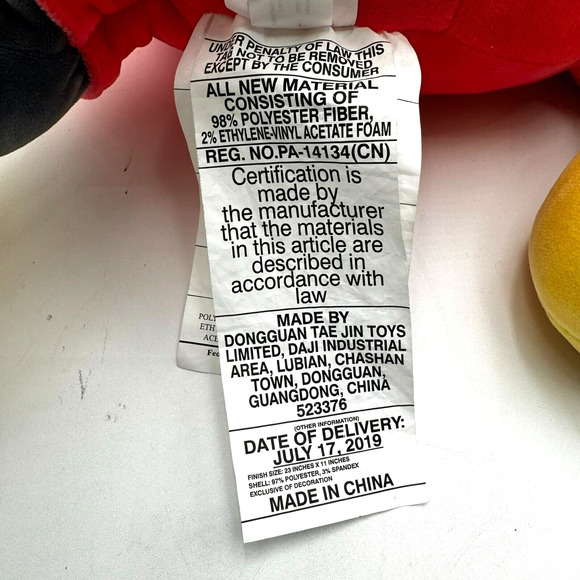 UNDER PENALTY OF LAW THIS
TAG NOT TO BE REMOVED
EXCEPT BY THE CONSUMER
ALL NEW MATERIAL
CONSISTING OF
98% POLYESTER FIBER,
2% ETHYLENE-VINYL ACETATE FOAM
REG. NO.PA-14134(CN)
Certification is
made by
the manufacturer
that the materials
in this article are
described in
accordance with
law
MADE BY
DONGGUAN TAE JIN TOYS
LIMITED, DAJI INDUSTRIAL
AREA, LUBIAN, CHASHAN
TOWN, DONGGUAN,
GUANGDONG, CHINA
523376
(OTHER INFORMATION)
DATE OF DELIVERY:
JULY 17, 2019
FINISH SIZE: 23 INCHES X 11 INCHES
SHELL: 97% POLYESTER, 3% SPANDEX
EXCLUSIVE OF DECORATION
MADE IN CHINA
POLY
ETH
ACE
Fed